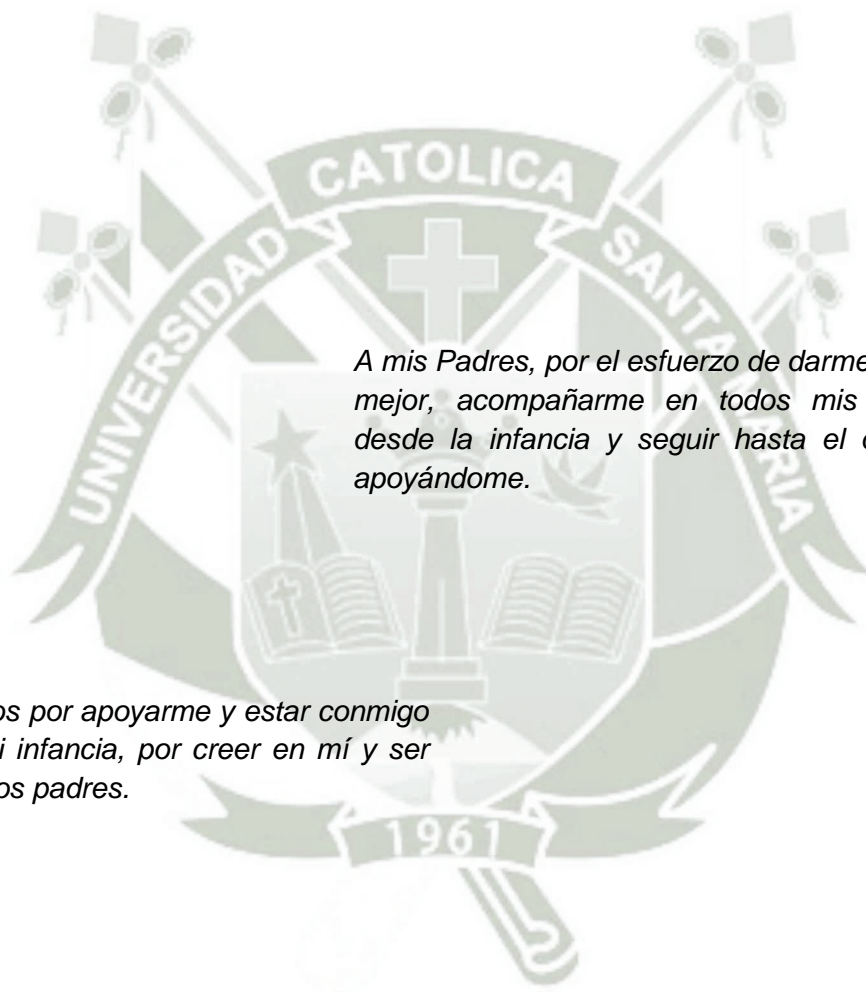 UNIVERSIDAD CATOLICA SANTA MARIA
A mis Padres, por el esfuerzo de darme
mejor, acompañarme en todos mis
desde la infancia y seguir hasta el
apoyándome.
os por apoyarme y estar conmigo
i infancia, por creer en mí y ser
os padres.
1961